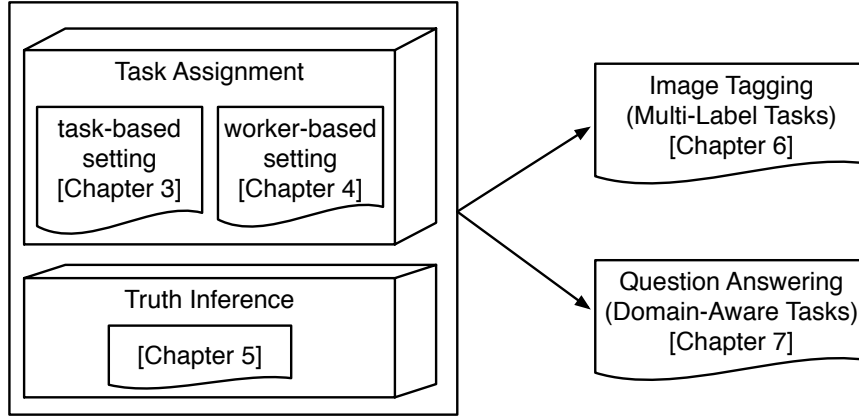 Task Assignment
task-based
setting
[Chapter 3]
worker-based
setting
[Chapter 4]
Truth Inference
[Chapter 5]
Image Tagging
(Multi-Label Tasks)
[Chapter 6]
Question Answering
(Domain-Aware Tasks)
[Chapter 7]